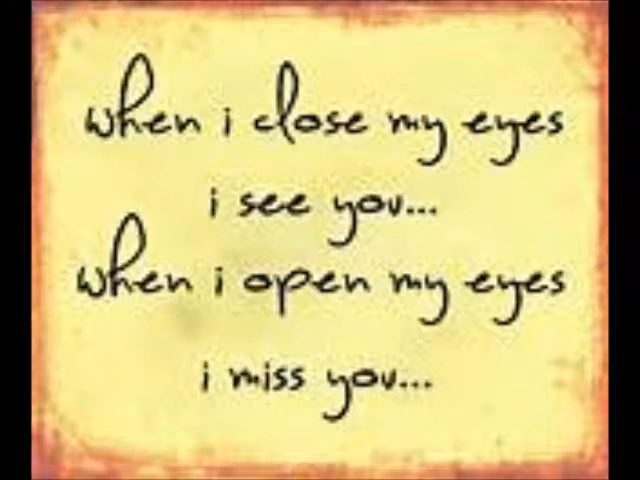 when i close my eyes
i see you...
when i open my eyes
i miss you...